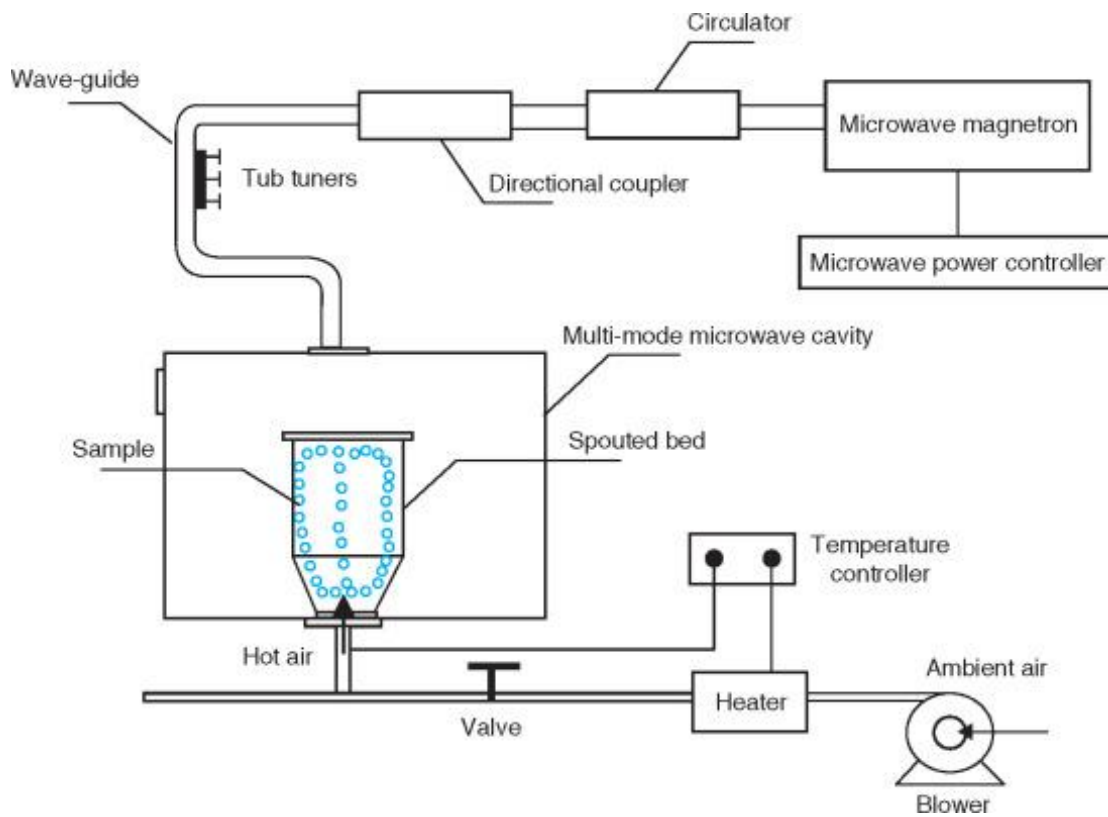 Circulator
Wave-guide
Microwave magnetron
Tub tuners
Directional coupler
Microwave power controller
Multi-mode microwave cavity
Sample
Spouted bed
Temperature
controller
Hot air
Ambient air
Heater
Valve
Blower